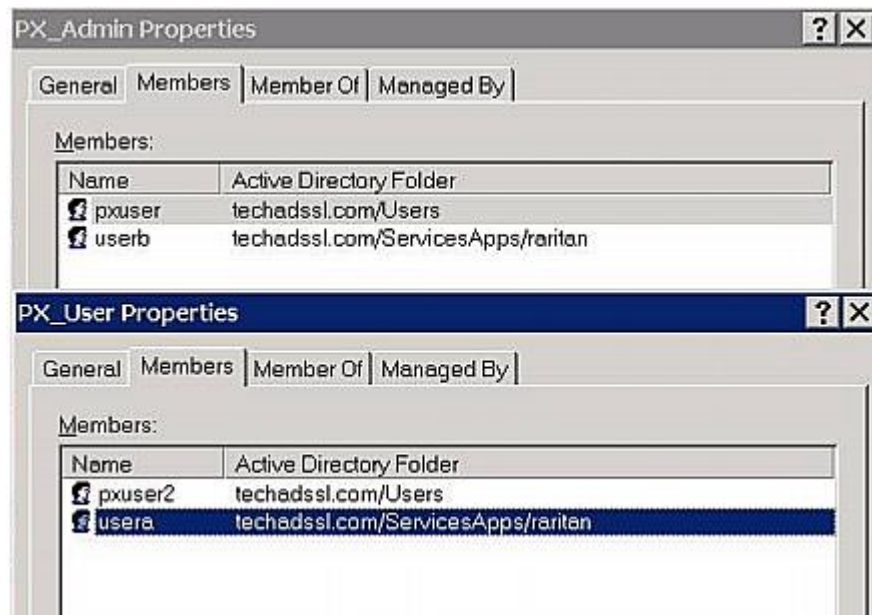 PX_Admin Properties ? X
General Members Member Of Managed By
Members:
Name Active Directory Folder
pxuser techadssl.com/Users
userb techadssl.com/ServicesApps/raritan
PX_User Properties ? X
General Members Member Of Managed By
Members:
Name Active Directory Folder
pxuser2 techadssl.com/Users
usera techadssl.com/ServicesApps/raritan